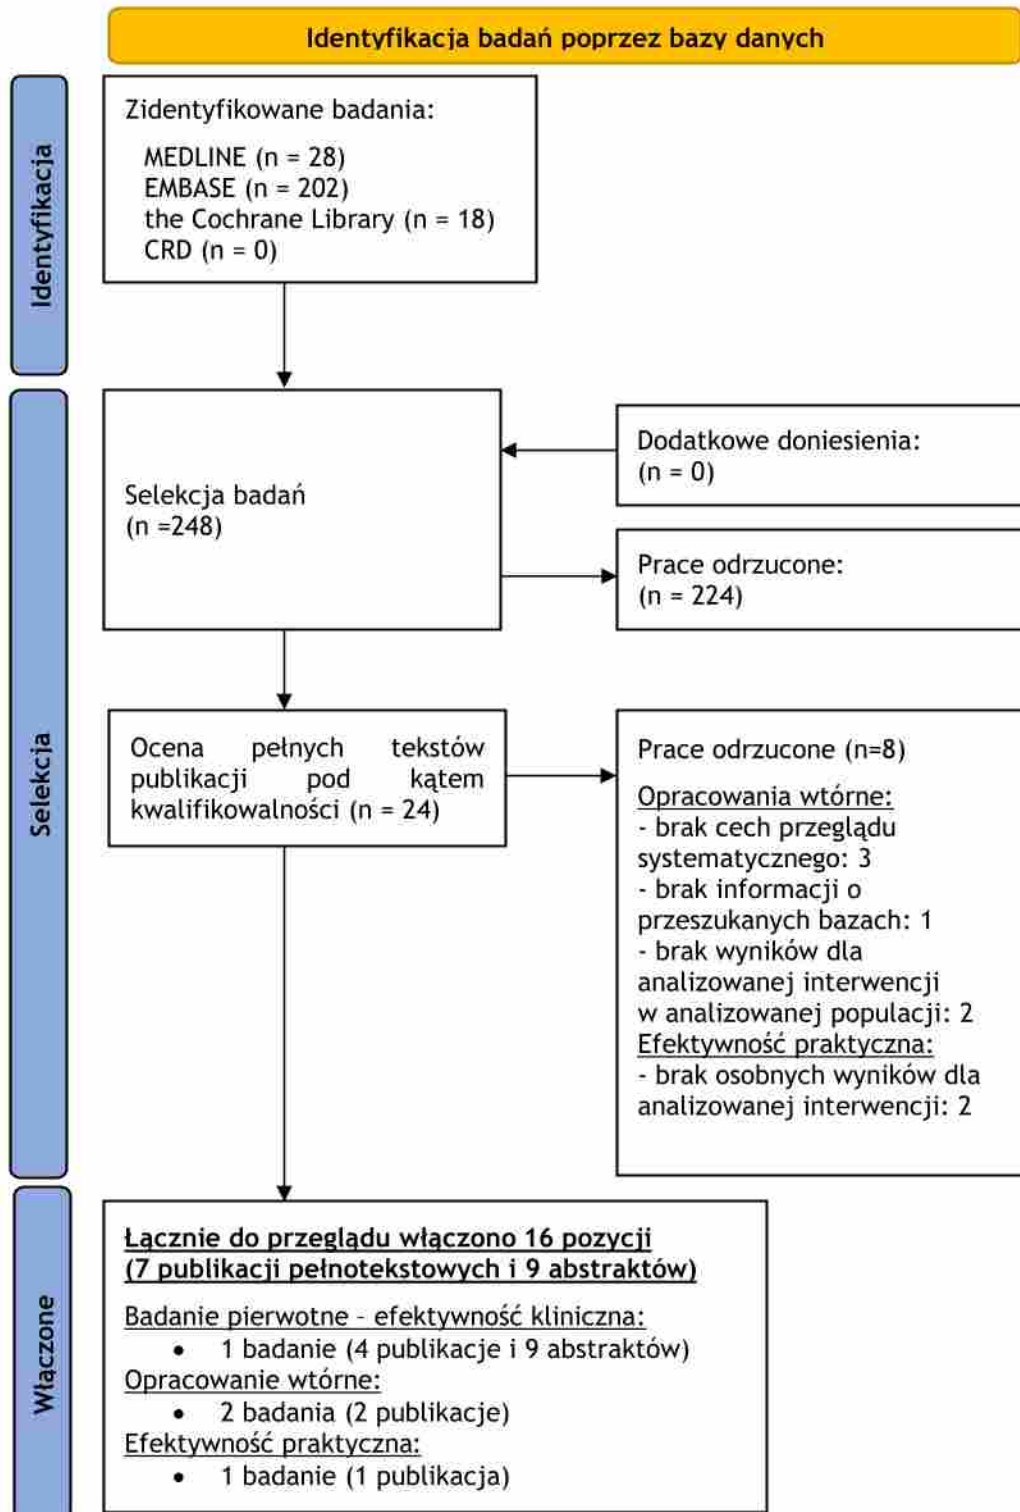 Identyfikacja badań poprzez bazy danych
Identyfikacja
Zidentyfikowane badania:
MEDLINE (n = 28)
EMBASE (n = 202)
the Cochrane Library (n = 18)
CRD (n = 0)
Selekcja
Selekcja badań
(n =248)
Dodatkowe doniesienia:
(n = 0)
Prace odrzucone:
(n = 224)
Ocena pełnych tekstów
publikacji pod kątem
kwalifikowalności (n = 24)
Prace odrzucone (n=8)
Opracowania wtórne:
- brak cech przeglądu
systematycznego: 3
- brak informacji o
przeszukanych bazach: 1
- brak wyników dla
analizowanej interwencji
w analizowanej populacji: 2
Efektywność praktyczna:
- brak osobnych wyników dla
analizowanej interwencji: 2
Włączone
Łącznie do przeglądu włączono 16 pozycji
(7 publikacji pełnotekstowych i 9 abstraktów)
Badanie pierwotne – efektywność kliniczna:
• 1 badanie (4 publikacje i 9 abstraktów)
Opracowanie wtórne:
• 2 badania (2 publikacje)
Efektywność praktyczna:
• 1 badanie (1 publikacja)